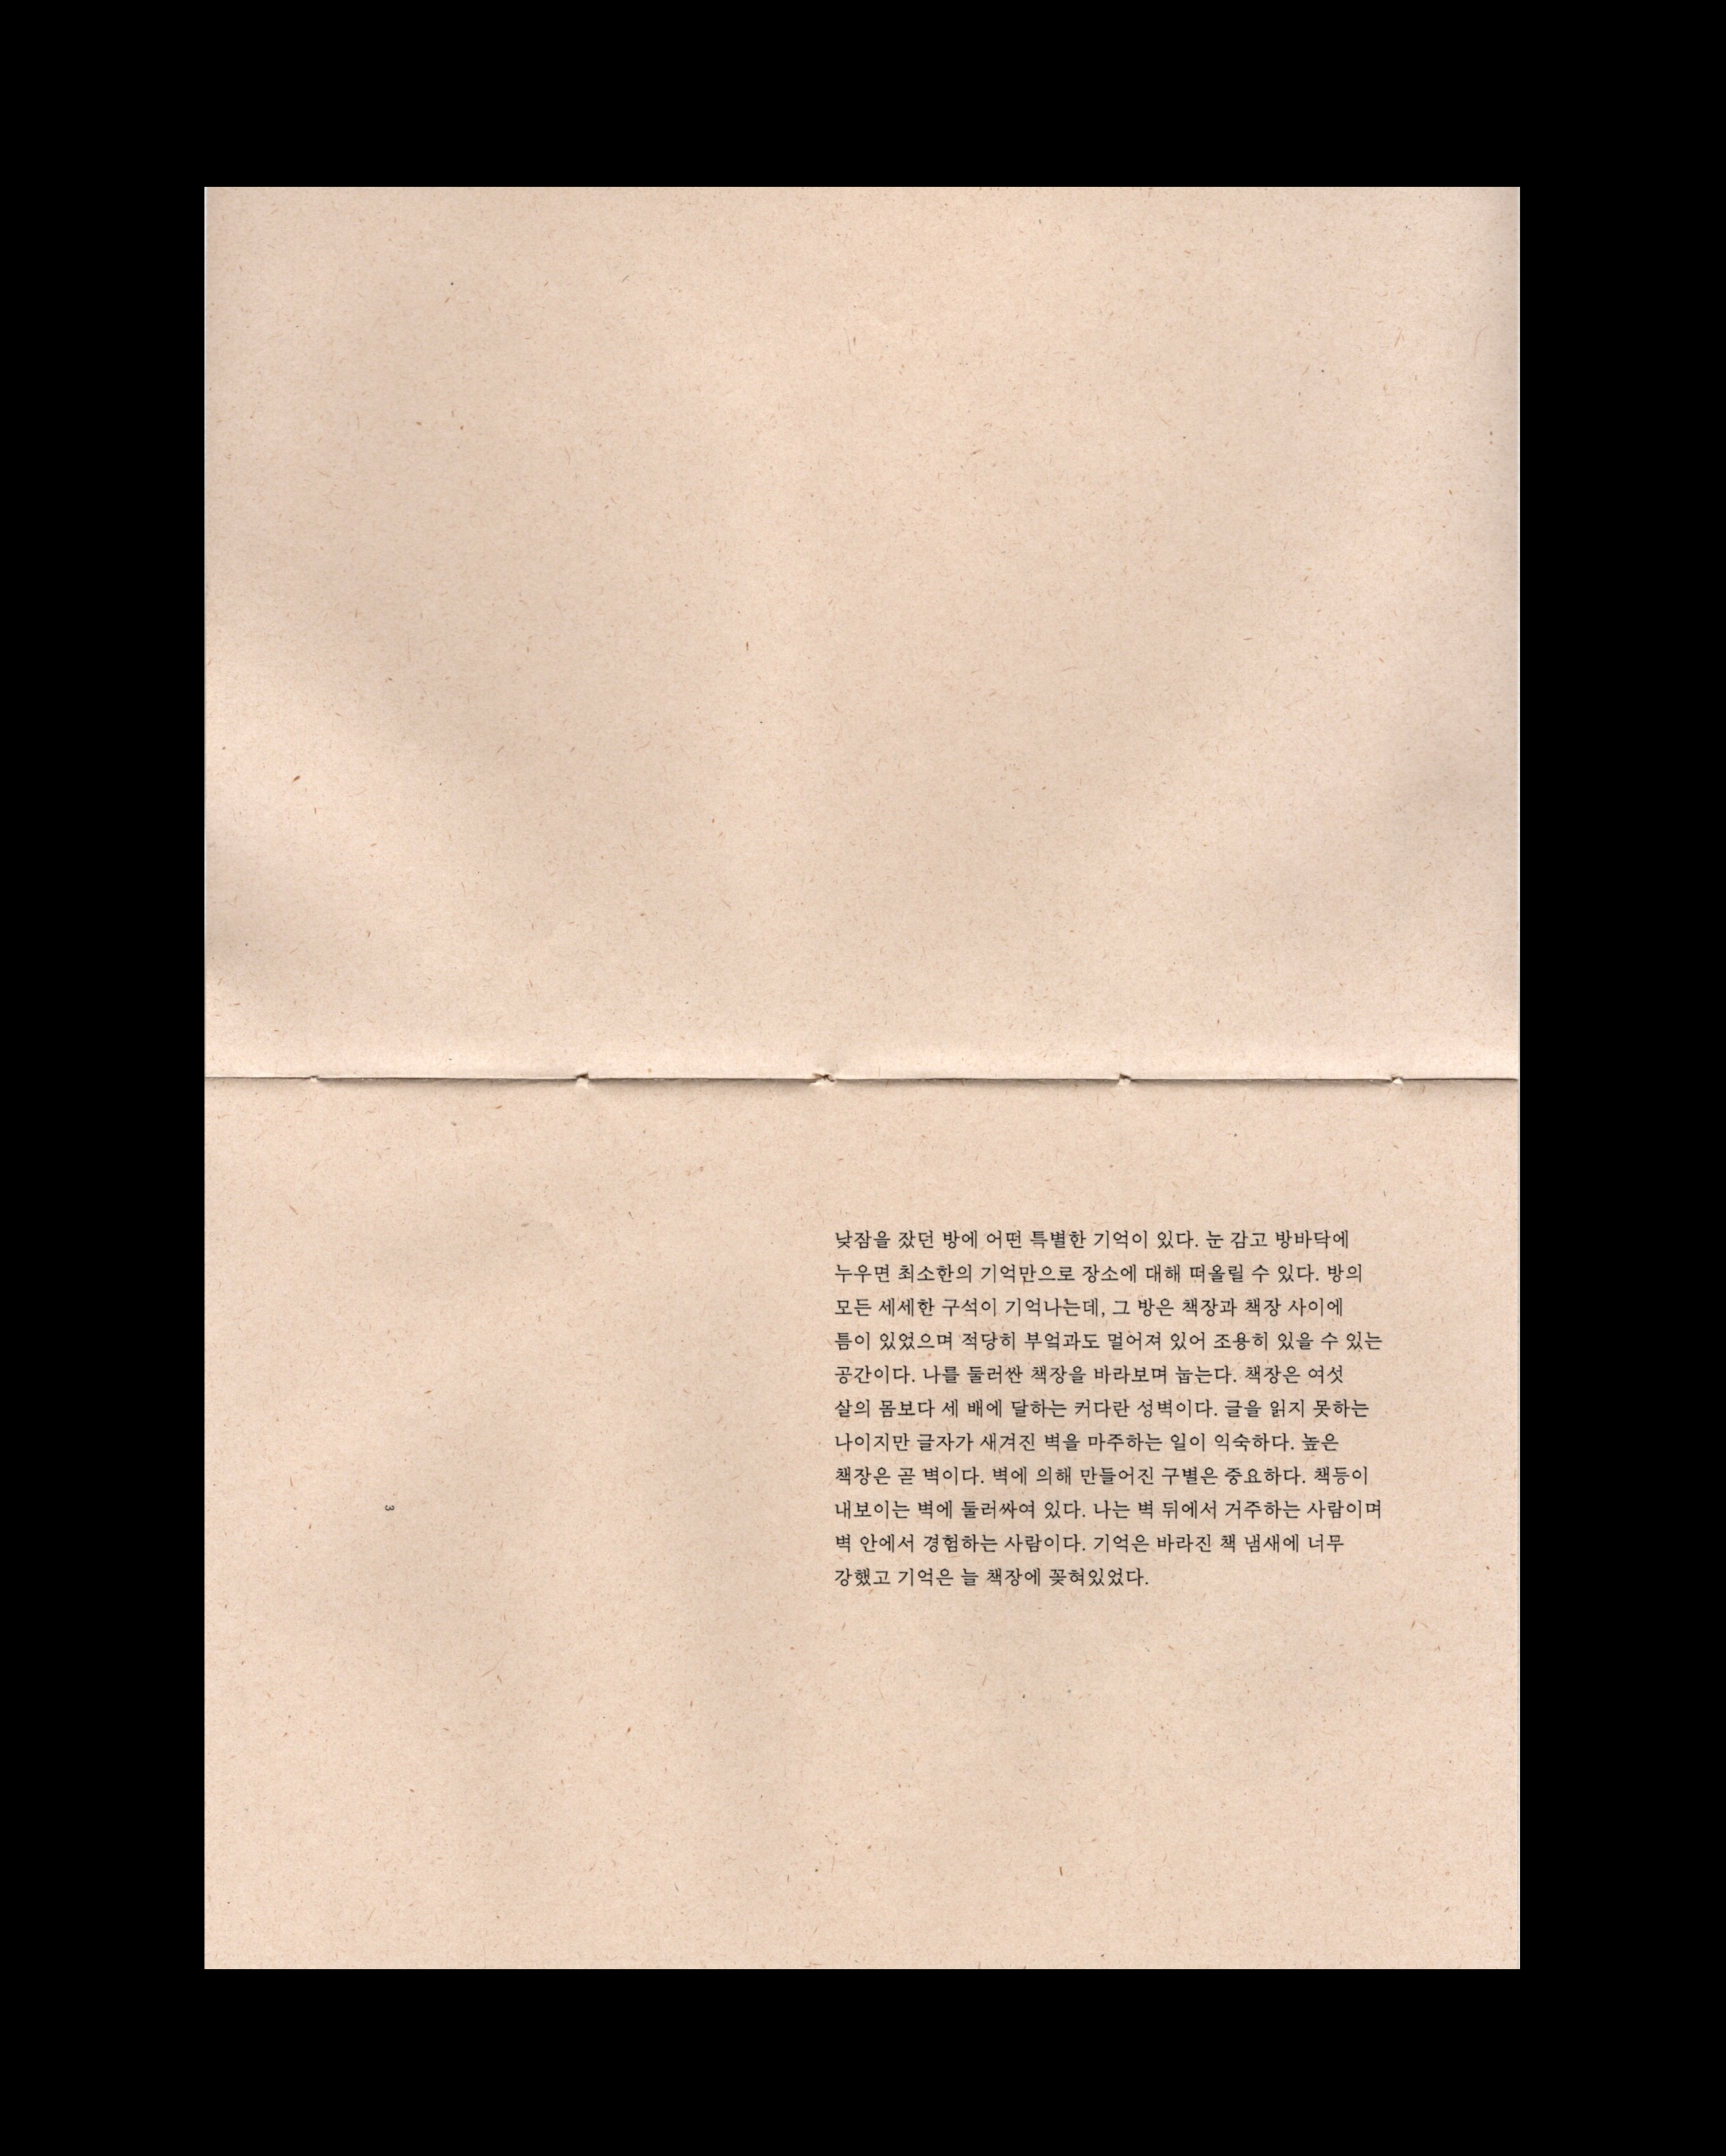 낮잠을 잤던 방에 어떤 특별한 기억이 있다. 눈 감고 방바닥에
누우면 최소한의 기억만으로 장소에 대해 떠올릴 수 있다. 방의
모든 세세한 구석이 기억나는데, 그 방은 책장과 책장 사이에
틈이 있었으며 적당히 부엌과도 멀어져 있어 조용히 있을 수 있는
공간이다. 나를 둘러싼 책장을 바라보며 눕는다. 책장은 여섯
살의 몸보다 세 배에 달하는 커다란 성벽이다. 글을 읽지 못하는
나이지만 글자가 새겨진 벽을 마주하는 일이 익숙하다. 높은
책장은 곧 벽이다. 벽에 의해 만들어진 구별은 중요하다. 책등이
내보이는 벽에 둘러싸여 있다. 나는 벽 뒤에서 거주하는 사람이며
벽 안에서 경험하는 사람이다. 기억은 바라진 책 냄새에 너무
강했고 기억은 늘 책장에 꽂혀있었다.
3